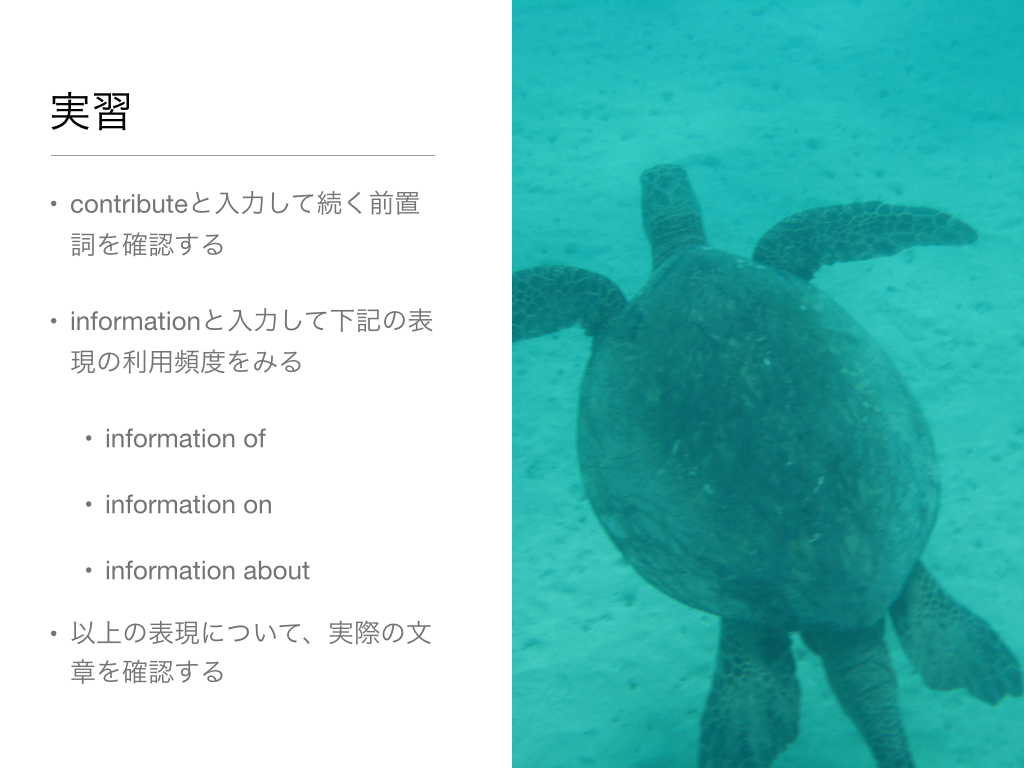 実習
• contributeと入力して続く前置
詞を確認する
• informationと入力して下記の表
現の利用頻度をみる
• information of
• information on
• information about
• 以上の表現について、実際の文
章を確認する